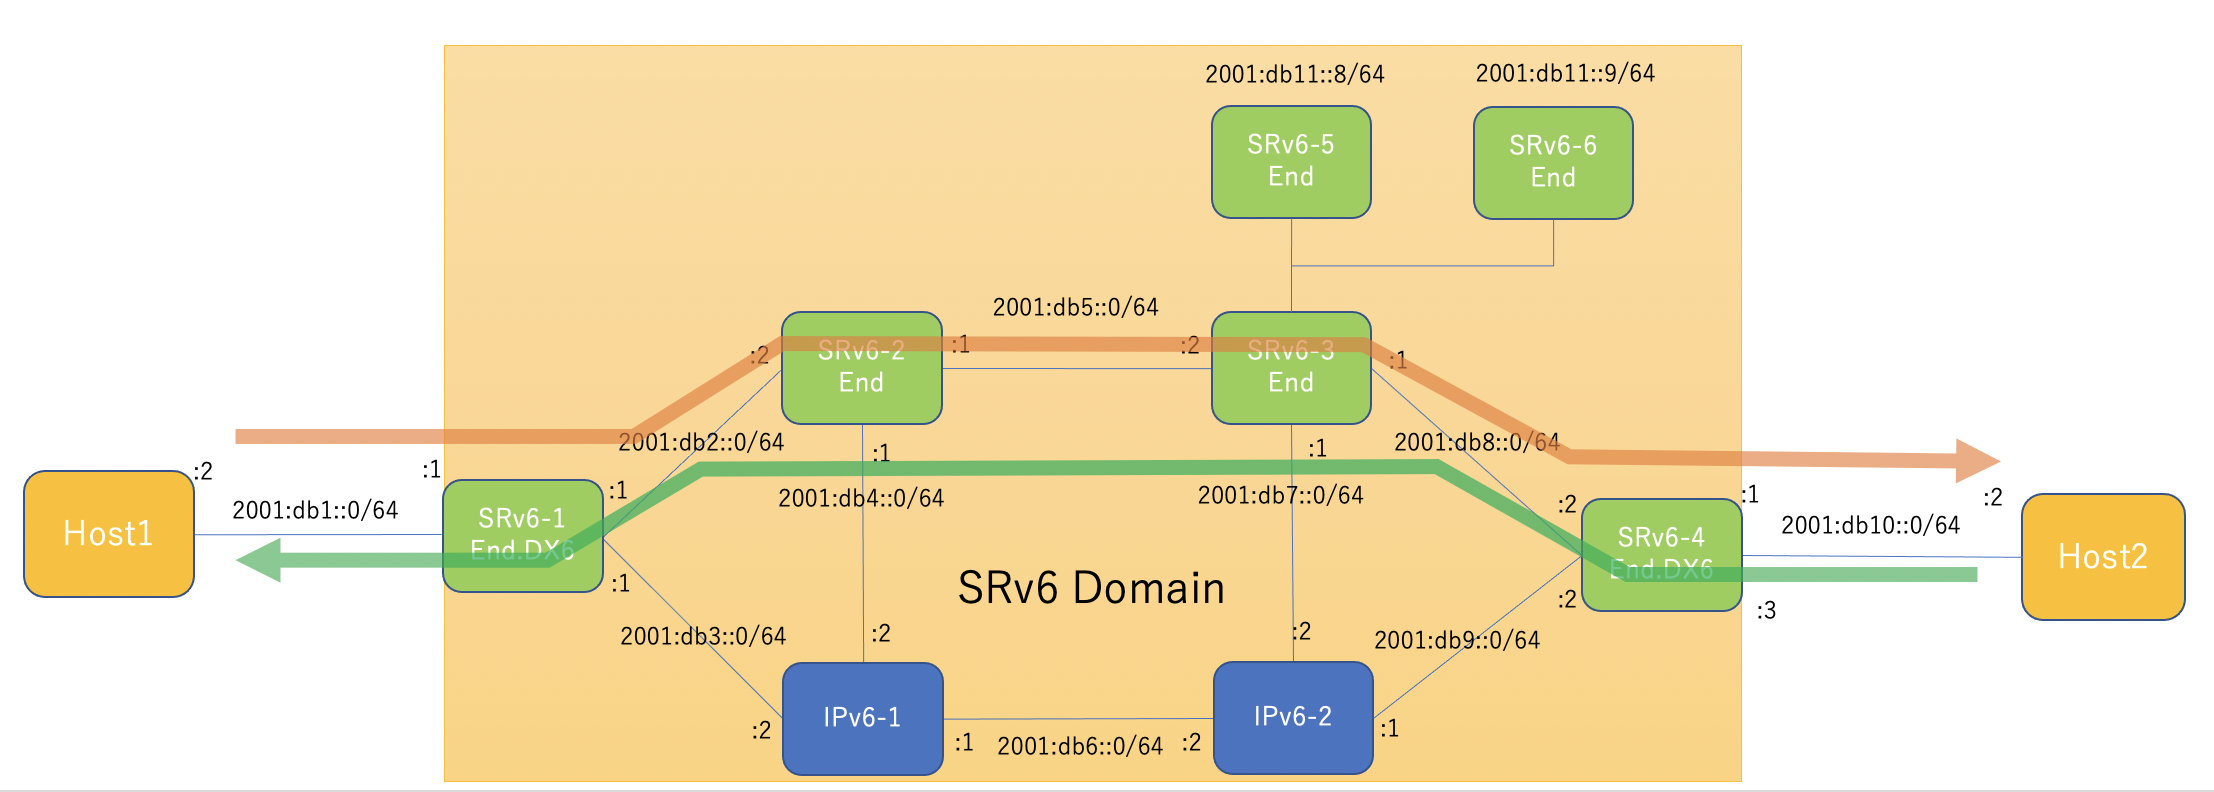 2001:db11::8/64
2001:db11::9/64
SRv6-5
End
SRv6-6
End
2001:db5::0/64
:2
SRv6-2
End
:1
:2
SRv6-3
End
:1
2001:db2::0/64
:1
:1
2001:db8::0/64
:2
:1
2001:db1::0/64
Host1
SRv6-1
End.DX6
:1
:1
2001:db4::0/64
2001:db7::0/64
:2
:1
:2
2001:db10::0/64
SRv6-4
End.DX6
:2
:3
Host2
SRv6 Domain
2001:db3::0/64
:2
:2
2001:db9::0/64
:2
IPv6-1
:1
2001:db6::0/64
:2
IPv6-2
:1